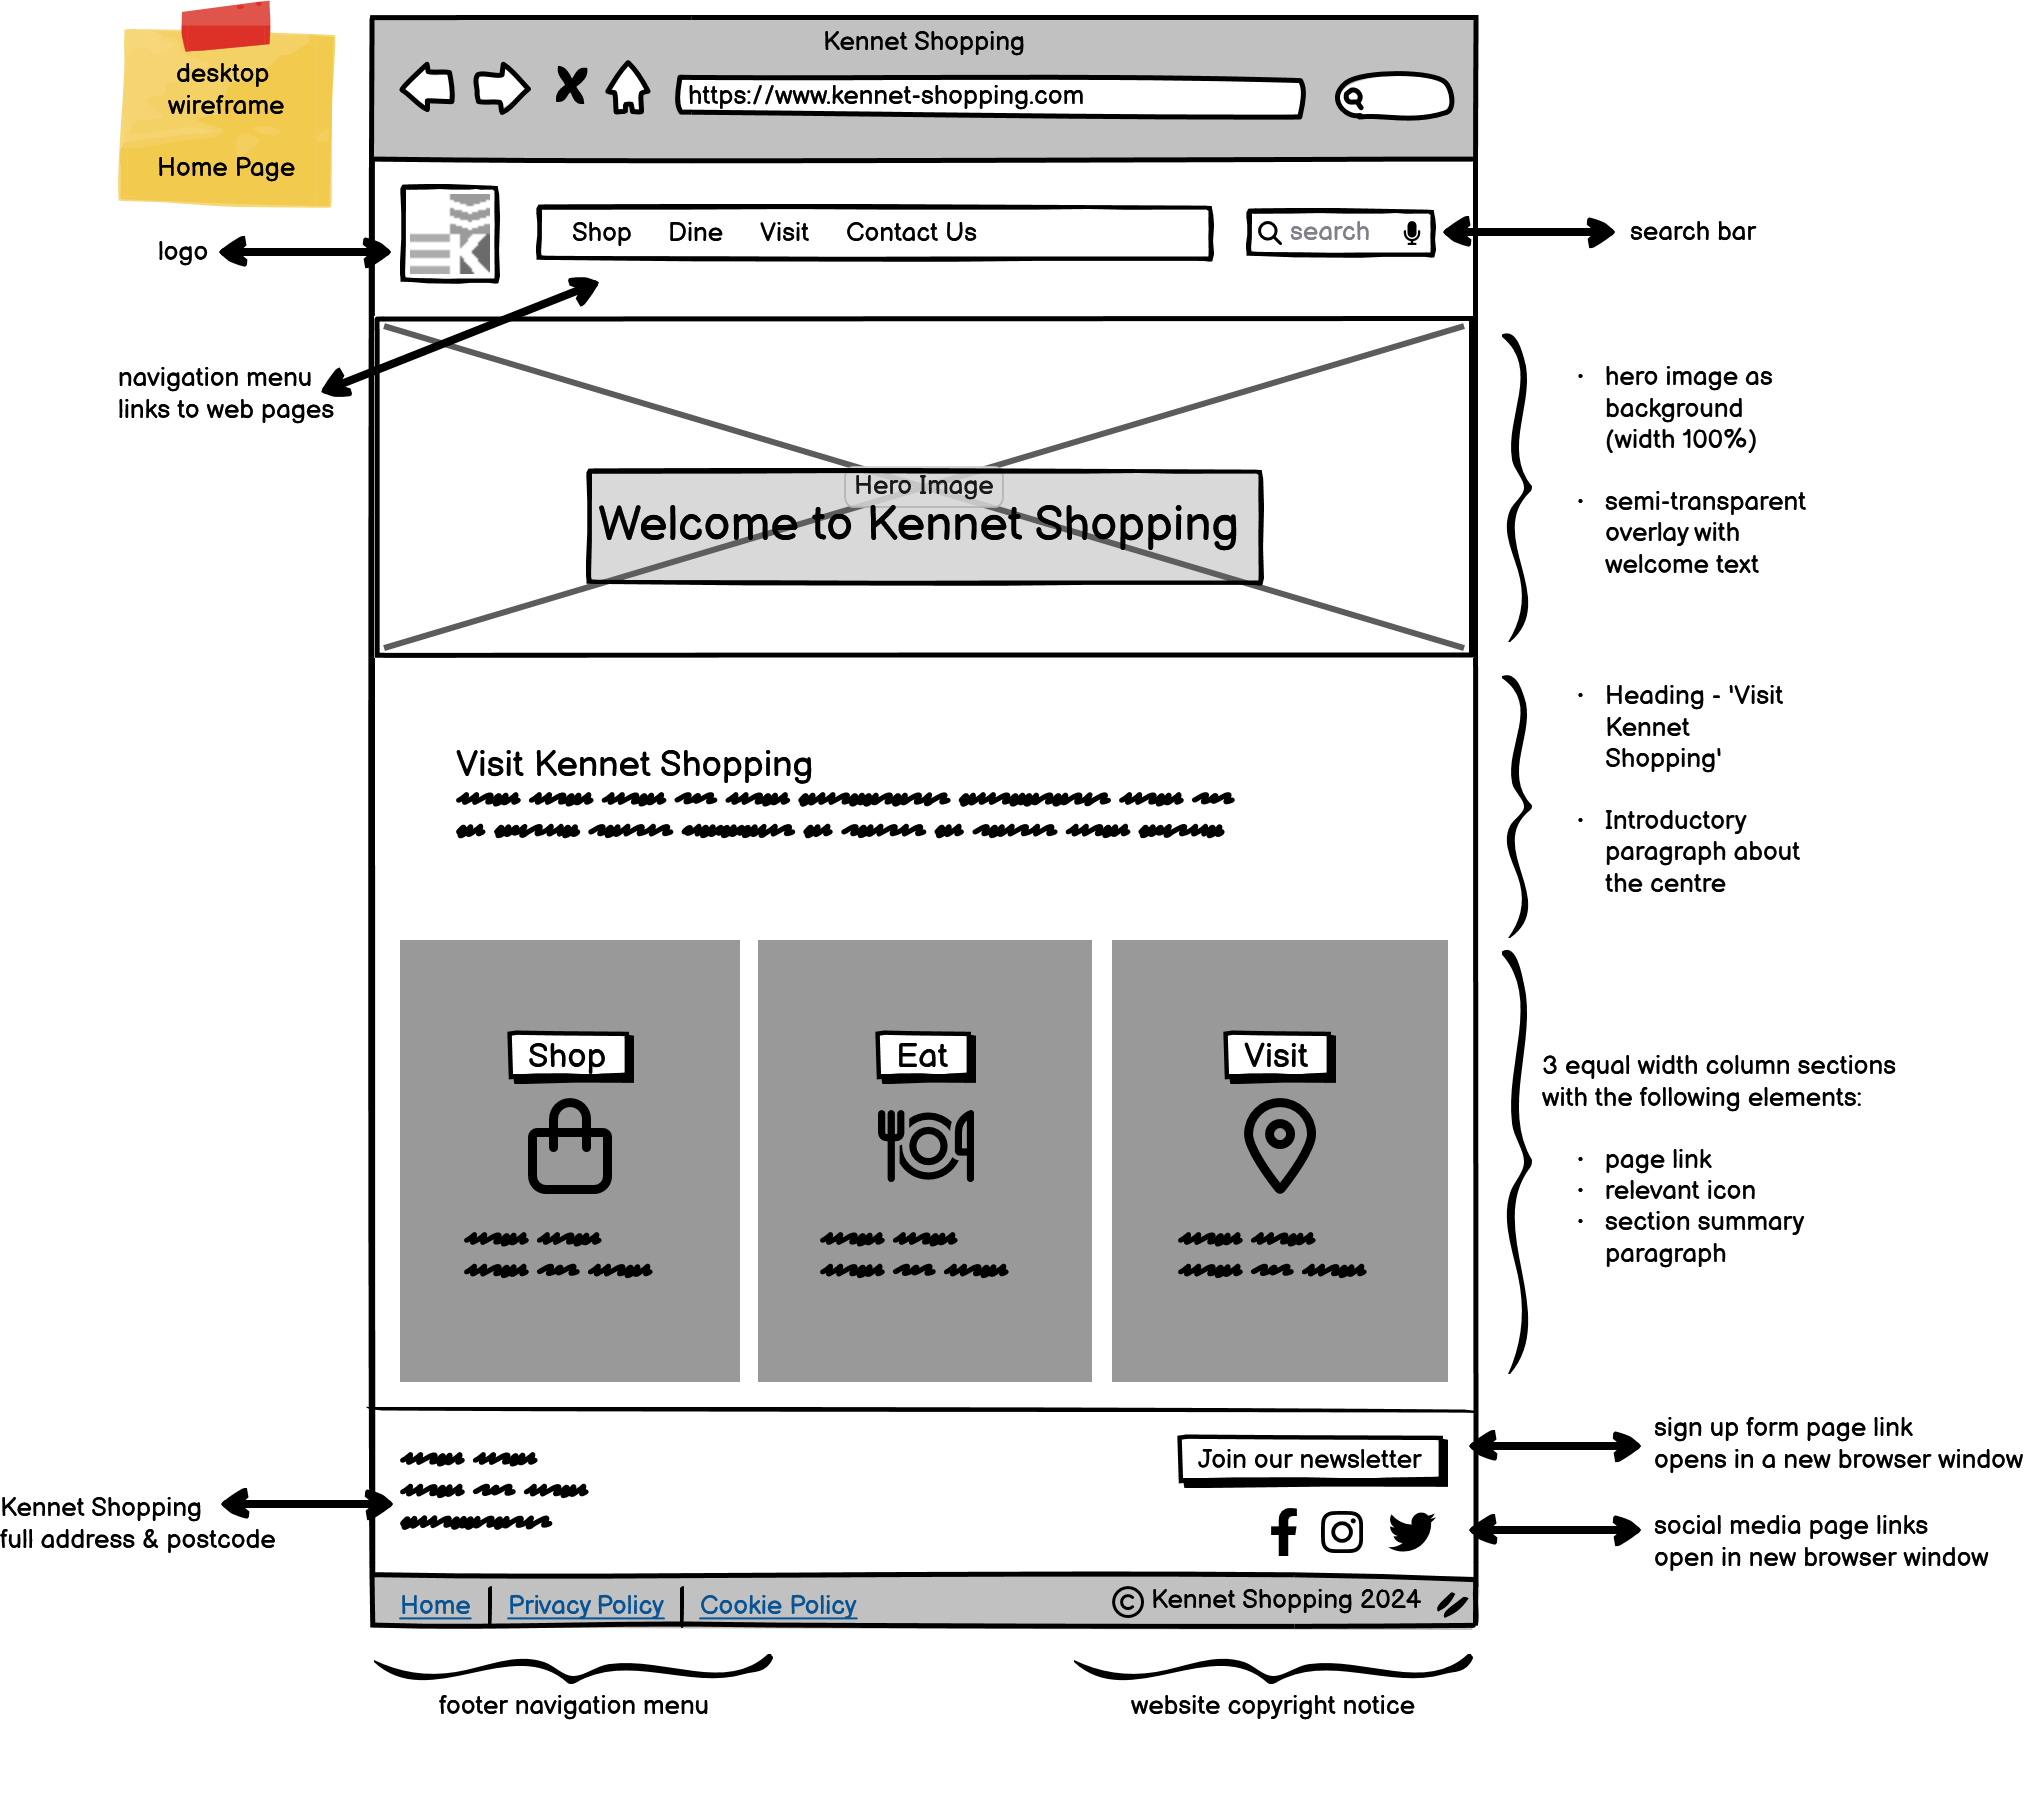 desktop
wireframe
Home Page
Kennet Shopping
https://www.kennet-shopping.com
K
Shop Dine Visit Contact Us
search
logo
search bar
navigation menu
links to web pages
Hero Image
Welcome to Kennet Shopping
· hero image as
background
(width 100%)
· semi-transparent
overlay with
welcome text
Visit Kennet Shopping
· Heading - 'Visit
Kennet
Shopping'
· Introductory
paragraph about
the centre
Shop
Eat
Visit
3 equal width column sections
with the following elements:
· page link
· relevant icon
· section summary
paragraph
Kennet Shopping
full address & postcode
Join our newsletter
sign up form page link
opens in a new browser window
social media page links
open in new browser window
Home Privacy Policy Cookie Policy
© Kennet Shopping 2024
footer navigation menu
website copyright notice